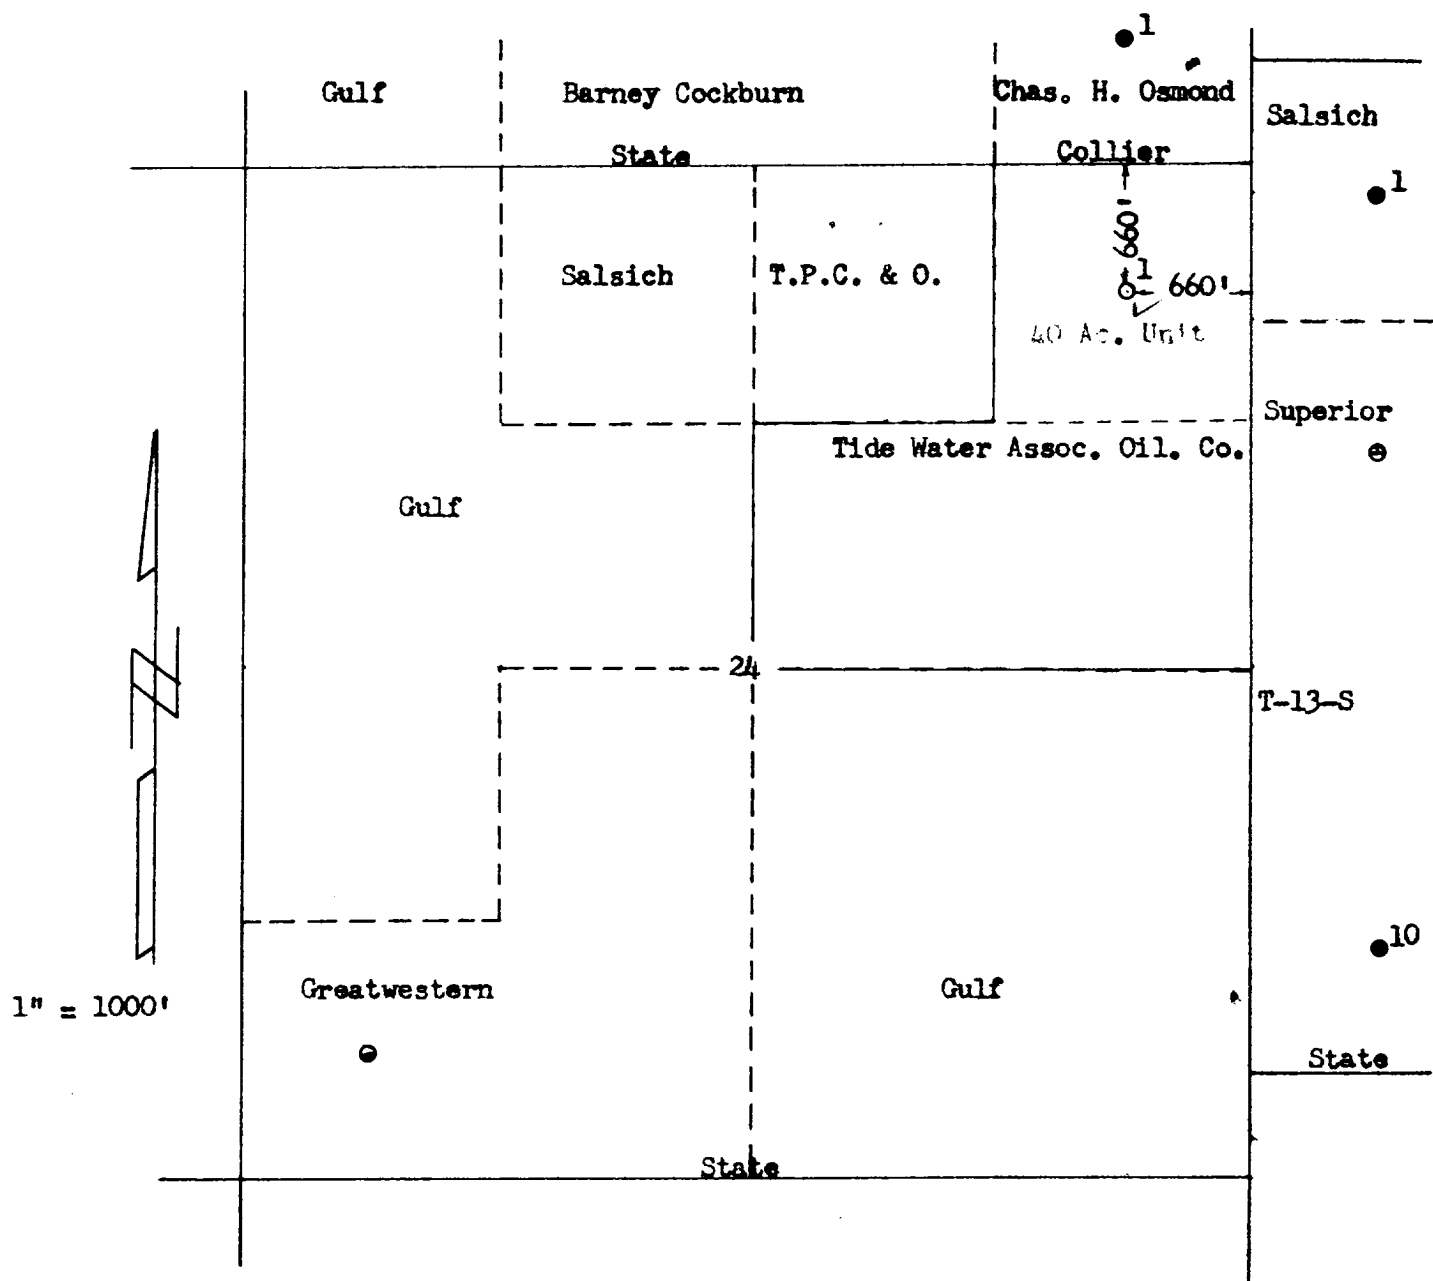 1
Gulf
Barney Cockburn
Chas. H. Osmond
Salsich
State
Collier
1
660'
Salsich
T.P.C. & O.
1
660'
40 Ac. Unit
Superior
Tide Water Assoc. Oil. Co.
Gulf
24
T-13-S
10
Greatwestern
Gulf
1" = 1000'
State
State